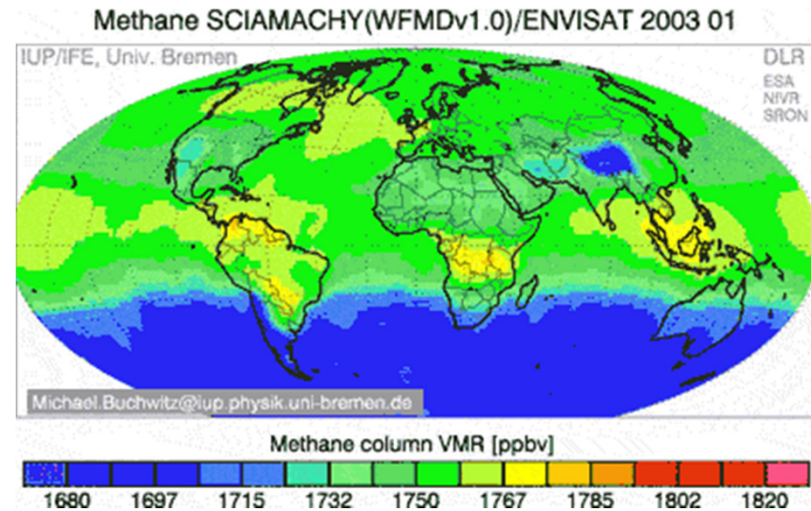 Methane SCIAMACHY(WFMDv1.0)/ENVISAT 2003 01
IUP/IFE, Univ. Bremen
DLR
ESA
NIVR
SRON
Michael.Buchwitz@iup.physik.uni-bremen.de
Methane column VMR [ppbv]
1680 1697 1715 1732 1750 1767 1785 1802 1820